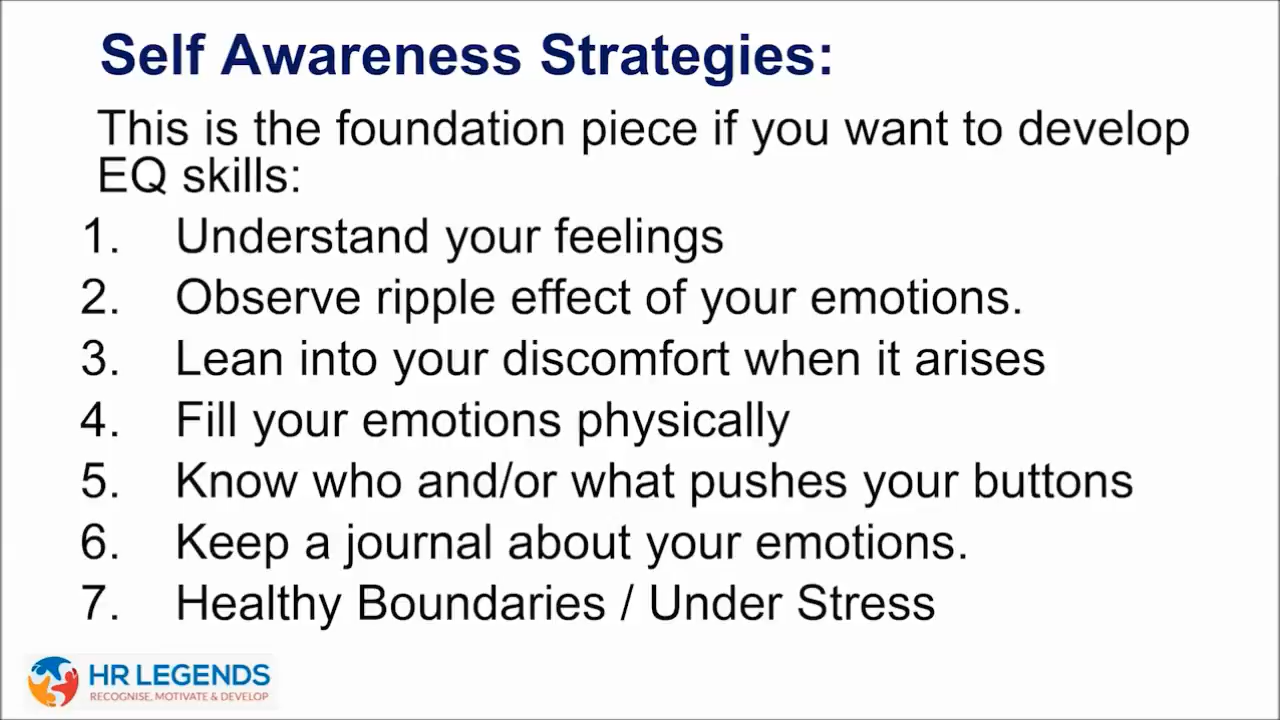 Self Awareness Strategies:
This is the foundation piece if you want to develop
EQ skills:
1. Understand your feelings
2. Observe ripple effect of your emotions.
3. Lean into your discomfort when it arises
4. Fill your emotions physically
5. Know who and/or what pushes your buttons
6. Keep a journal about your emotions.
7. Healthy Boundaries / Under Stress
HR LEGENDS
RECOGNISE, MOTIVATE & DEVELOP